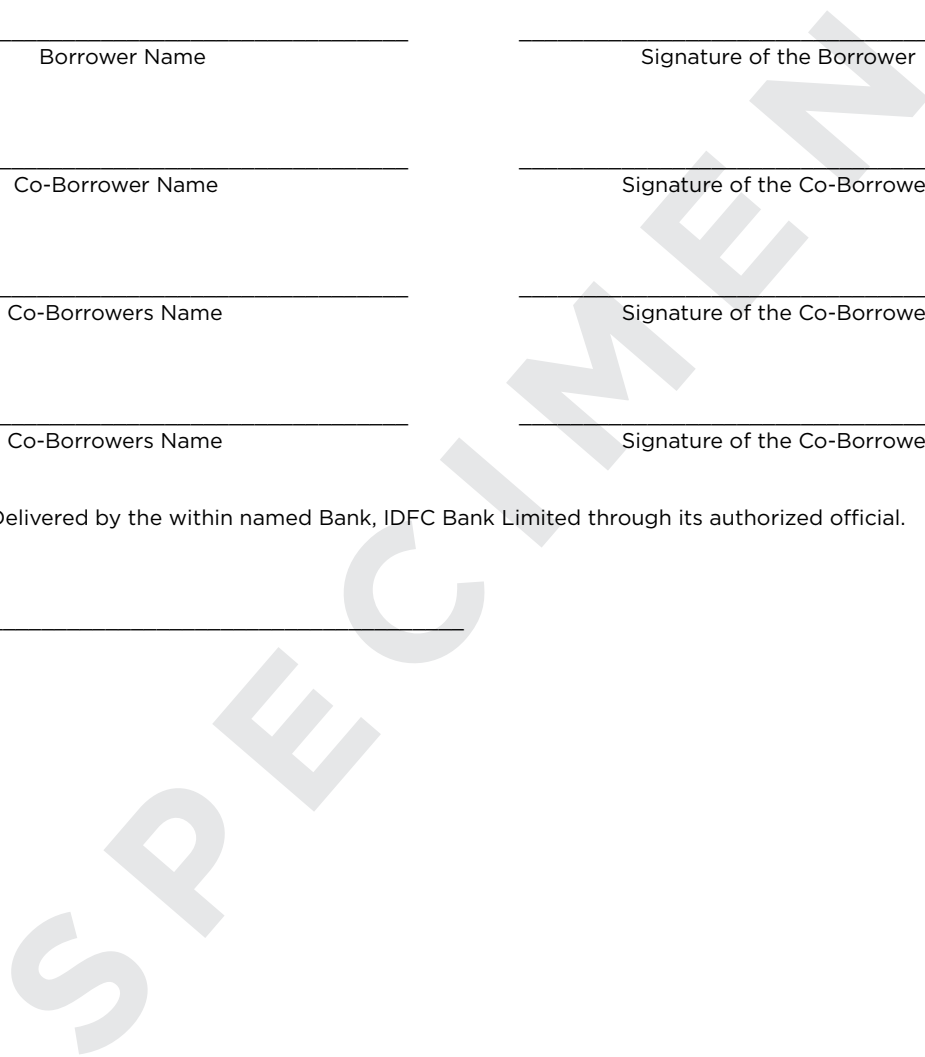 Borrower Name Signature of the Borrower
Co-Borrower Name Signature of the Co-Borrowe
Co-Borrowers Name Signature of the Co-Borrowe
Co-Borrowers Name Signature of the Co-Borrowe
Delivered by the within named Bank, IDFC Bank Limited through its authorized official.
SPECIMEN